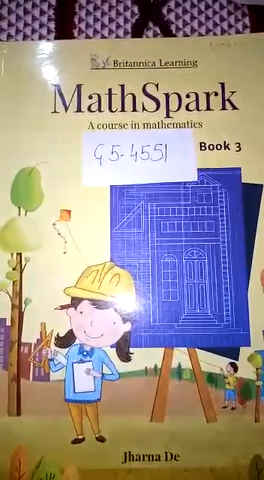 Britannica Learning
MathSpark
A course in mathematics
Book 3
G5-4551
Jharna De